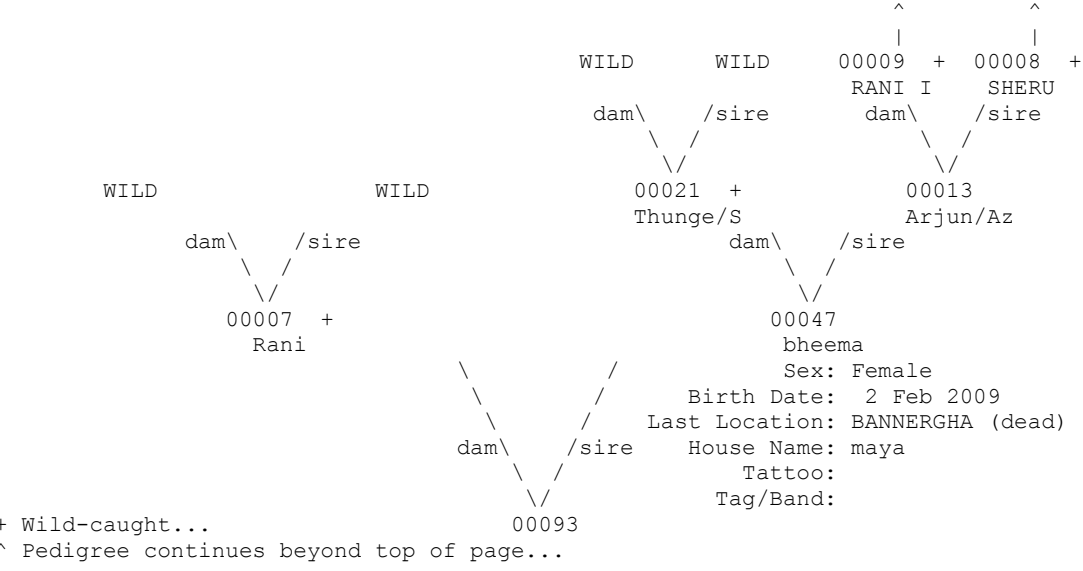 ^ ^
| |
WILD WILD 00009 + 00008 +
RANI I SHERU
dam\ /sire dam\ /sire
\ / \ /
\/ \/
WILD WILD 00021 + 00013
Thunge/S Arjun/Az
dam\ /sire dam\ /sire
\ / \ /
\/ \/
00007 + 00047
Rani bheema
\ / Sex: Female
\ / Birth Date: 2 Feb 2009
\ / Last Location: BANNERGHA (dead)
dam\ /sire House Name: maya
\ / Tattoo:
\/ Tag/Band:
+ Wild-caught... 00093
^ Pedigree continues beyond top of page...